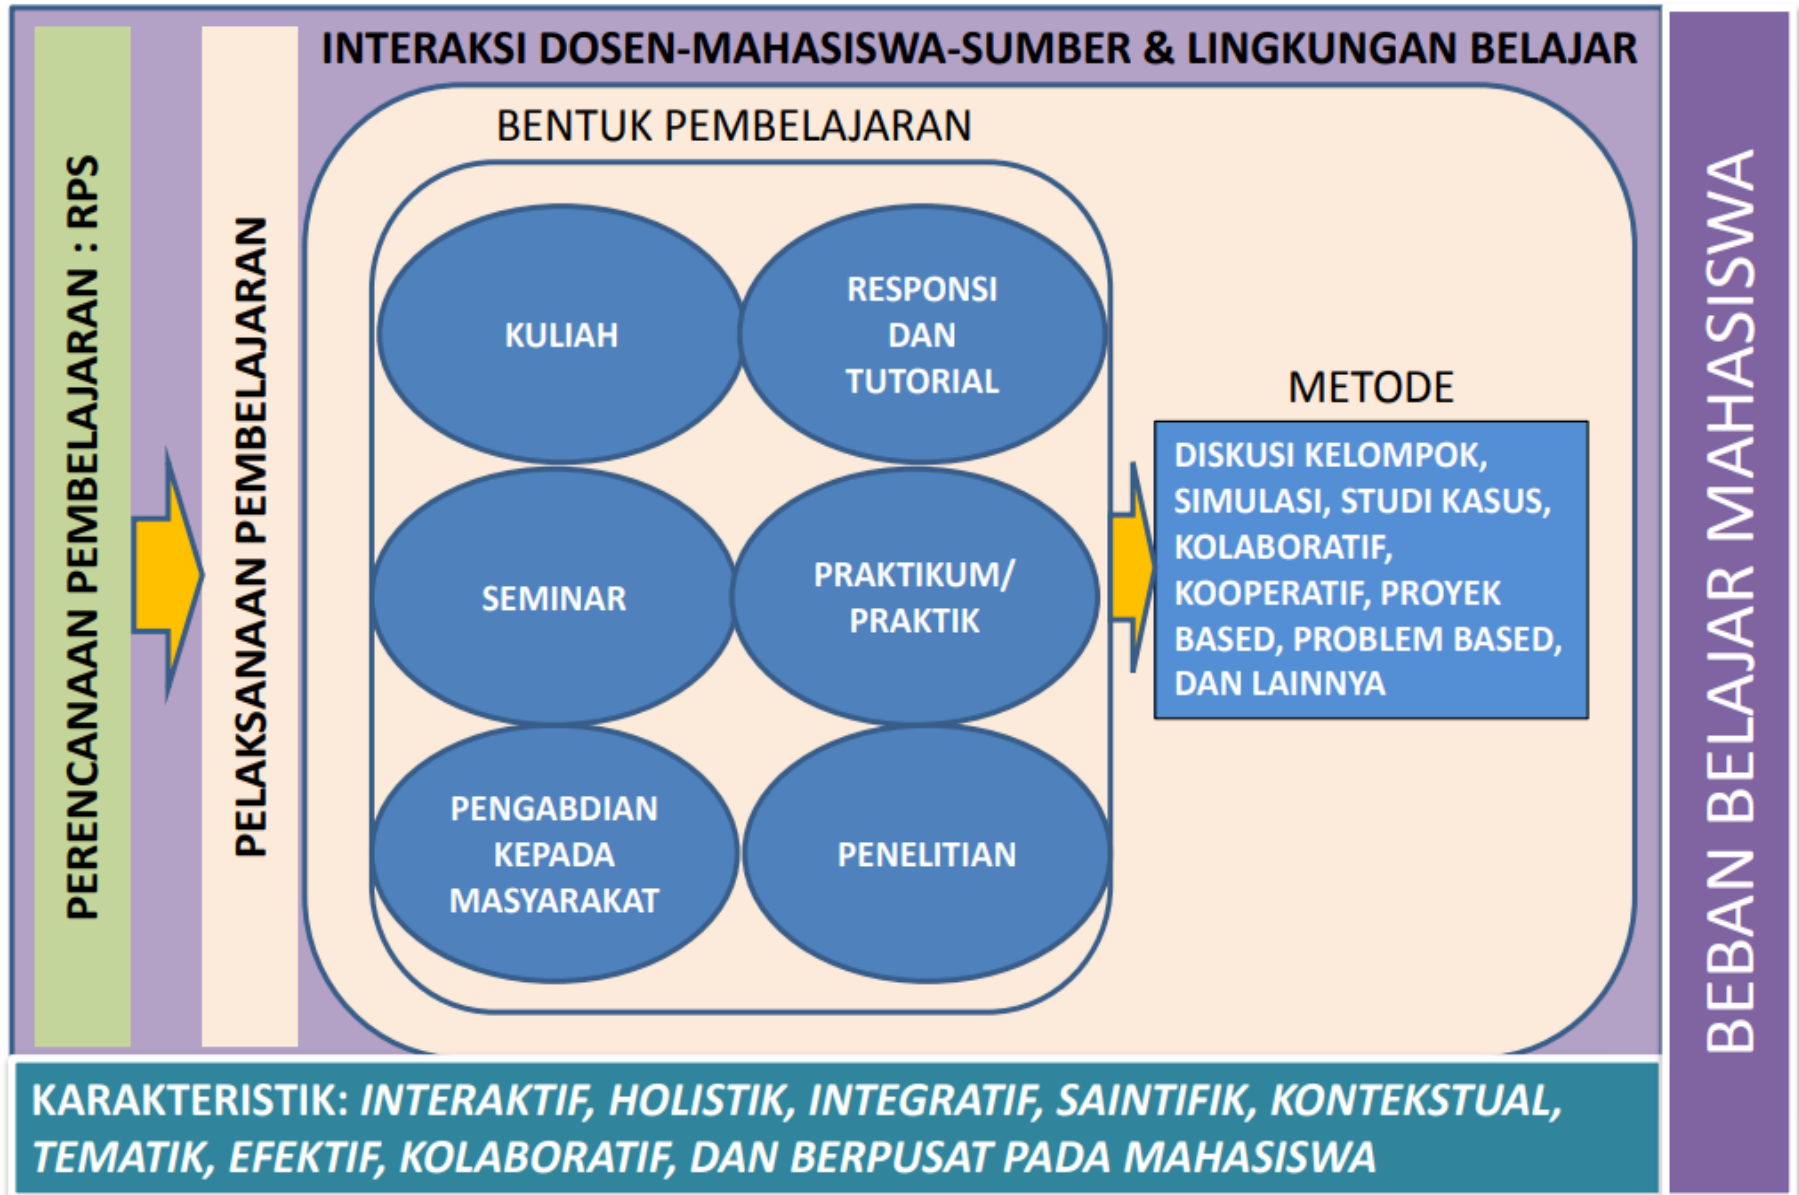 INTERAKSI DOSEN-MAHASISWA-SUMBER & LINGKUNGAN BELAJAR
PERENCANAAN PEMBELAJARAN : RPS
PELAKSANAAN PEMBELAJARAN
BENTUK PEMBELAJARAN
KULIAH
RESPONSI
DAN
TUTORIAL
SEMINAR
PRAKTIKUM/
PRAKTIK
PENGABDIAN
KEPADA
MASYARAKAT
PENELITIAN
METODE
DISKUSI KELOMPOK,
SIMULASI, STUDI KASUS,
KOLABORATIF,
KOOPERATIF, PROYEK
BASED, PROBLEM BASED,
DAN LAINNYA
BEBAN BELAJAR MAHASISWA
KARAKTERISTIK: INTERAKTIF, HOLISTIK, INTEGRATIF, SAINTIFIK, KONTEKSTUAL,
TEMATIK, EFEKTIF, KOLABORATIF, DAN BERPUSAT PADA MAHASISWA